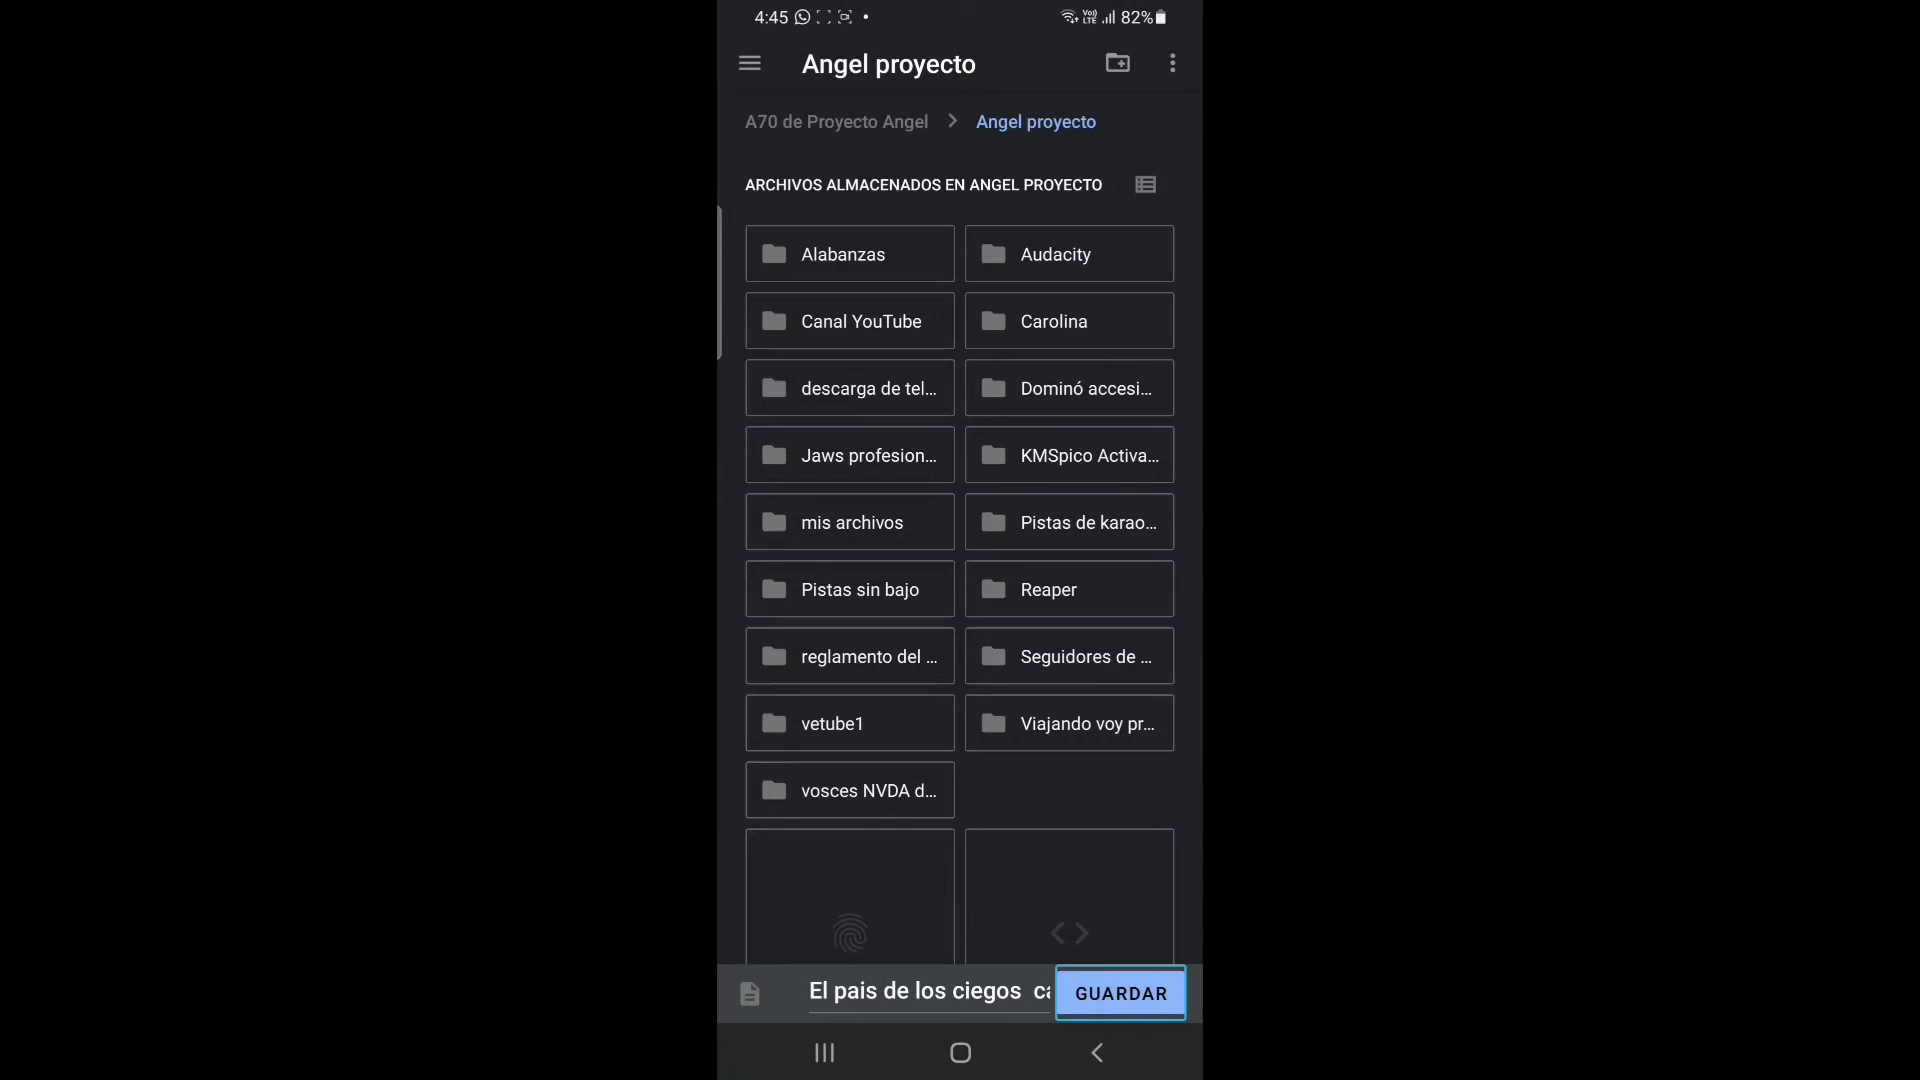 4:45 82%
Angel proyecto
A70 de Proyecto Angel Angel proyecto
ARCHIVOS ALMACENADOS EN ANGEL PROYECTO
Alabanzas Audacity
Canal YouTube Carolina
descarga de tel... Dominó accesi...
Jaws profesion... KMSpico Activa...
mis archivos Pistas de karao...
Pistas sin bajo Reaper
reglamento del ... Seguidores de ...
vetube1 Viajando voy pr...
vosces NVDA d...
El pais de los ciegos GUARDAR